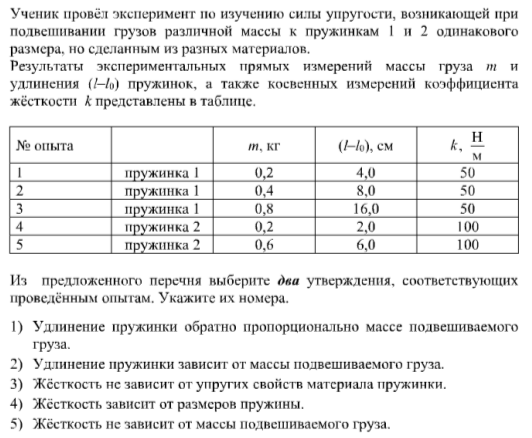 Ученик провёл эксперимент по изучению силы упругости, возникающей при
подвешивании грузов различной массы к пружинкам 1 и 2 одинакового
размера, но сделанным из разных материалов.
Результаты экспериментальных прямых измерений массы груза m и
удлинения (l–l₀) пружинок, а также косвенных измерений коэффициента
жёсткости k представлены в таблице.
№ опыта m, кг (l–l₀), см k, Н/м
1 пружинка 1 0,2 4,0 50
2 пружинка 1 0,4 8,0 50
3 пружинка 1 0,8 16,0 50
4 пружинка 2 0,2 2,0 100
5 пружинка 2 0,6 6,0 100
Из предложенного перечня выберите два утверждения, соответствующих
проведённым опытам. Укажите их номера.
1) Удлинение пружинки обратно пропорционально массе подвешиваемого
груза.
2) Удлинение пружинки зависит от массы подвешиваемого груза.
3) Жёсткость не зависит от упругих свойств материала пружинки.
4) Жёсткость зависит от размеров пружины.
5) Жёсткость не зависит от массы подвешиваемого груза.